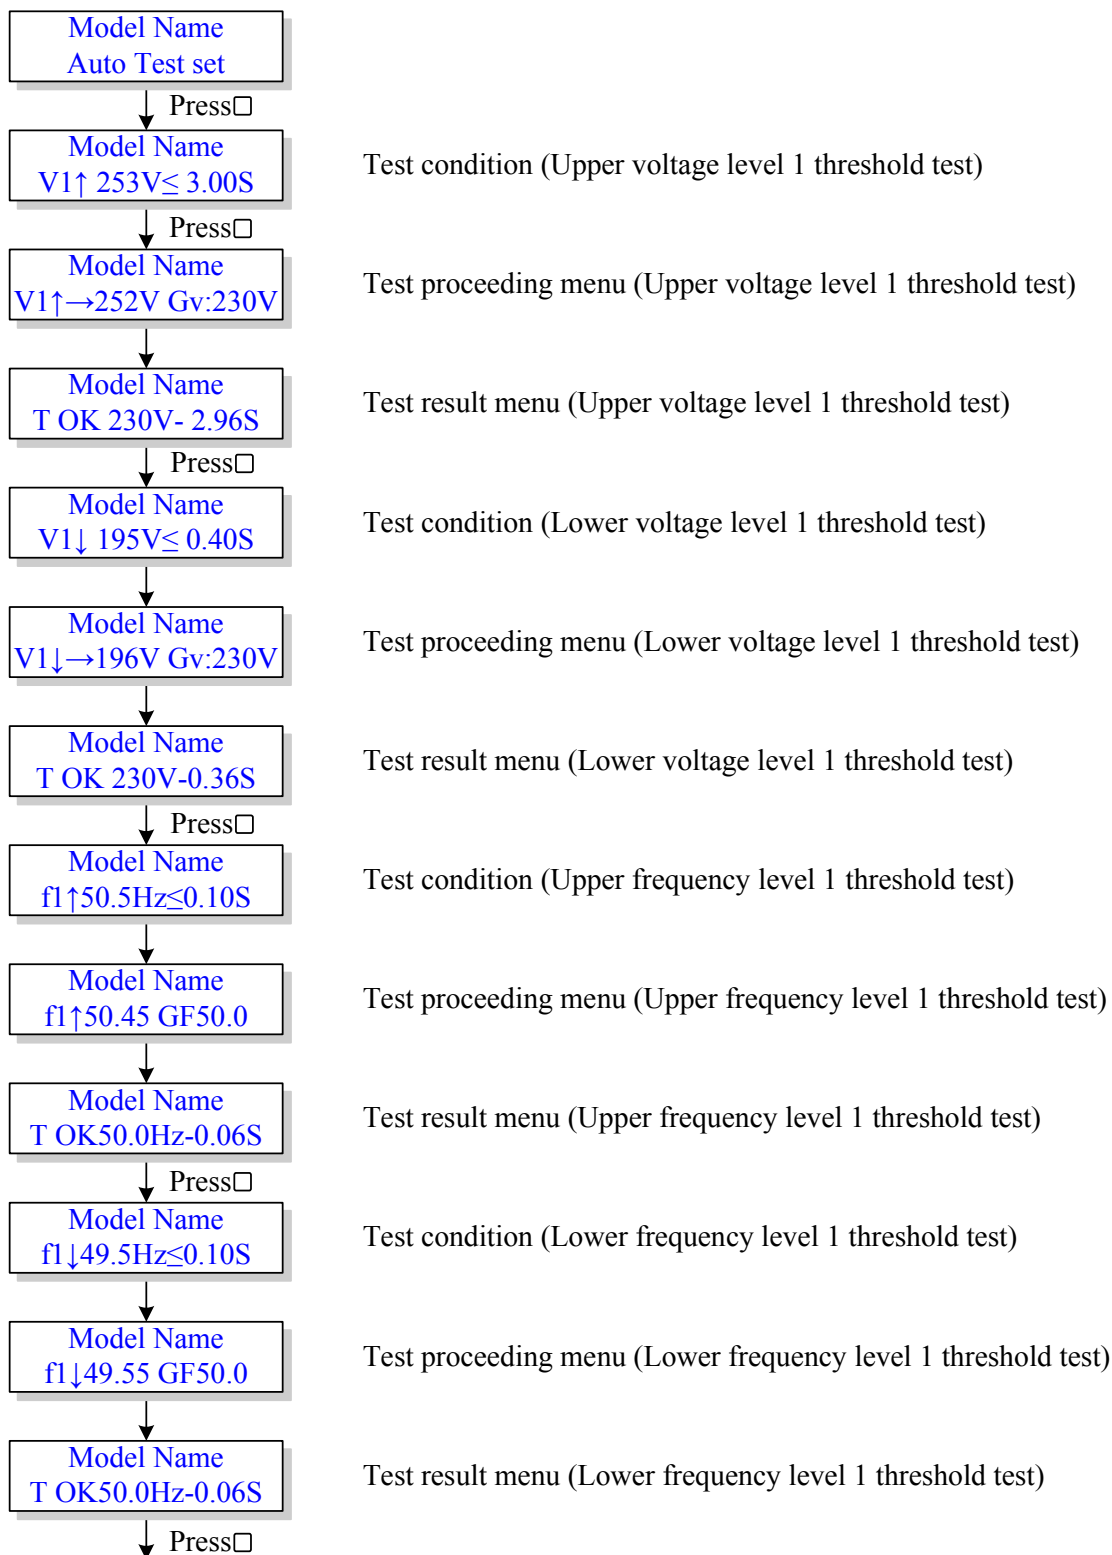 Model Name
Auto Test set
Press□
Model Name
V1↑ 253V≤ 3.00S
Test condition (Upper voltage level 1 threshold test)
Press□
Model Name
V1↑→252V Gv:230V
Test proceeding menu (Upper voltage level 1 threshold test)
Model Name
T OK 230V- 2.96S
Test result menu (Upper voltage level 1 threshold test)
Press□
Model Name
V1↓ 195V≤ 0.40S
Test condition (Lower voltage level 1 threshold test)
Model Name
V1↓→196V Gv:230V
Test proceeding menu (Lower voltage level 1 threshold test)
Model Name
T OK 230V-0.36S
Test result menu (Lower voltage level 1 threshold test)
Press□
Model Name
f1↑50.5Hz≤0.10S
Test condition (Upper frequency level 1 threshold test)
Model Name
f1↑50.45 GF50.0
Test proceeding menu (Upper frequency level 1 threshold test)
Model Name
T OK50.0Hz-0.06S
Test result menu (Upper frequency level 1 threshold test)
Press□
Model Name
f1↓49.5Hz≤0.10S
Test condition (Lower frequency level 1 threshold test)
Model Name
f1↓49.55 GF50.0
Test proceeding menu (Lower frequency level 1 threshold test)
Model Name
T OK50.0Hz-0.06S
Test result menu (Lower frequency level 1 threshold test)
Press□